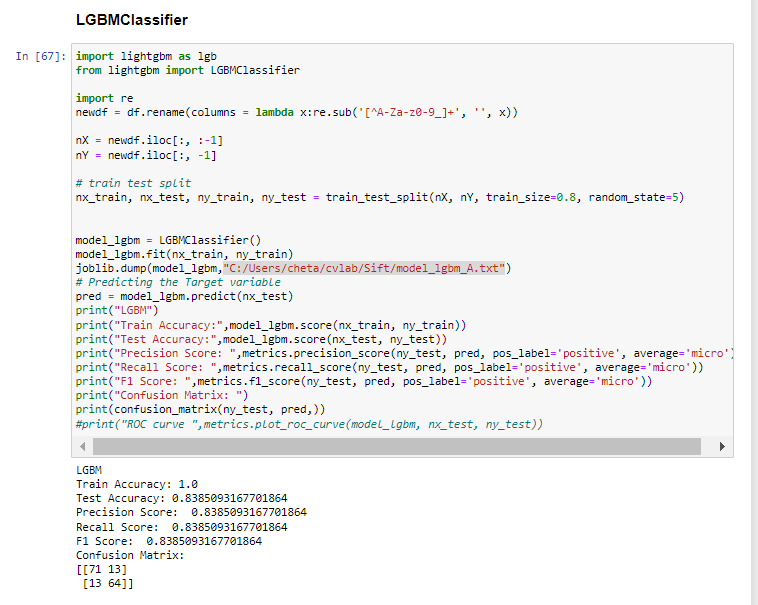 LGBMClassifier
In [67]:
import lightgbm as lgb
from lightgbm import LGBMClassifier
import re
newdf = df.rename(columns = lambda x:re.sub('[^A-Za-z0-9_]+', '', x))
nX = newdf.iloc[:, :-1]
nY = newdf.iloc[:, -1]
# train test split
nx_train, nx_test, ny_train, ny_test = train_test_split(nX, nY, train_size=0.8, random_state=5)
model_lgbm = LGBMClassifier()
model_lgbm.fit(nx_train, ny_train)
joblib.dump(model_lgbm,"C:/Users/cheta/cvlab/Sift/model_lgbm_A.txt")
# Predicting the Target variable
pred = model_lgbm.predict(nx_test)
print("LGBM")
print("Train Accuracy:",model_lgbm.score(nx_train, ny_train))
print("Test Accuracy:",model_lgbm.score(nx_test, ny_test))
print("Precision Score: ",metrics.precision_score(ny_test, pred, pos_label='positive', average='micro')
print("Recall Score: ",metrics.recall_score(ny_test, pred, pos_label='positive', average='micro'))
print("F1 Score: ",metrics.f1_score(ny_test, pred, pos_label='positive', average='micro'))
print("Confusion Matrix: ")
print(confusion_matrix(ny_test, pred,))
#print("ROC curve ",metrics.plot_roc_curve(model_lgbm, nx_test, ny_test))
LGBM
Train Accuracy: 1.0
Test Accuracy: 0.8385093167701864
Precision Score:  0.8385093167701864
Recall Score:  0.8385093167701864
F1 Score:  0.8385093167701864
Confusion Matrix:
[[71 13]
 [13 64]]